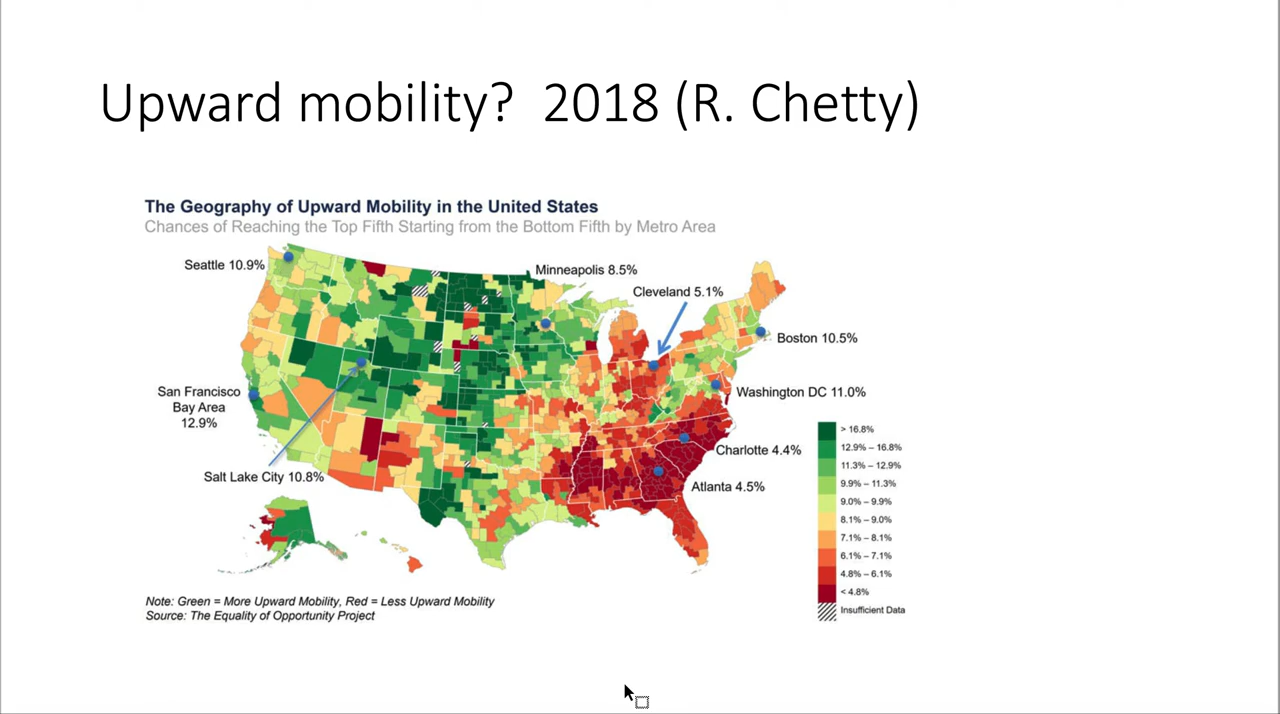 Upward mobility? 2018 (R. Chetty)
The Geography of Upward Mobility in the United States
Chances of Reaching the Top Fifth Starting from the Bottom Fifth by Metro Area
Seattle 10.9%
Minneapolis 8.5%
Cleveland 5.1%
Boston 10.5%
San Francisco
Bay Area
12.9%
Washington DC 11.0%
Charlotte 4.4%
Salt Lake City 10.8%
Atlanta 4.5%
> 16.8%
12.9% – 16.8%
11.3% – 12.9%
9.9% – 11.3%
9.0% – 9.9%
8.1% – 9.0%
7.1% – 8.1%
6.1% – 7.1%
4.8% – 6.1%
< 4.8%
Insufficient Data
Note: Green = More Upward Mobility, Red = Less Upward Mobility
Source: The Equality of Opportunity Project